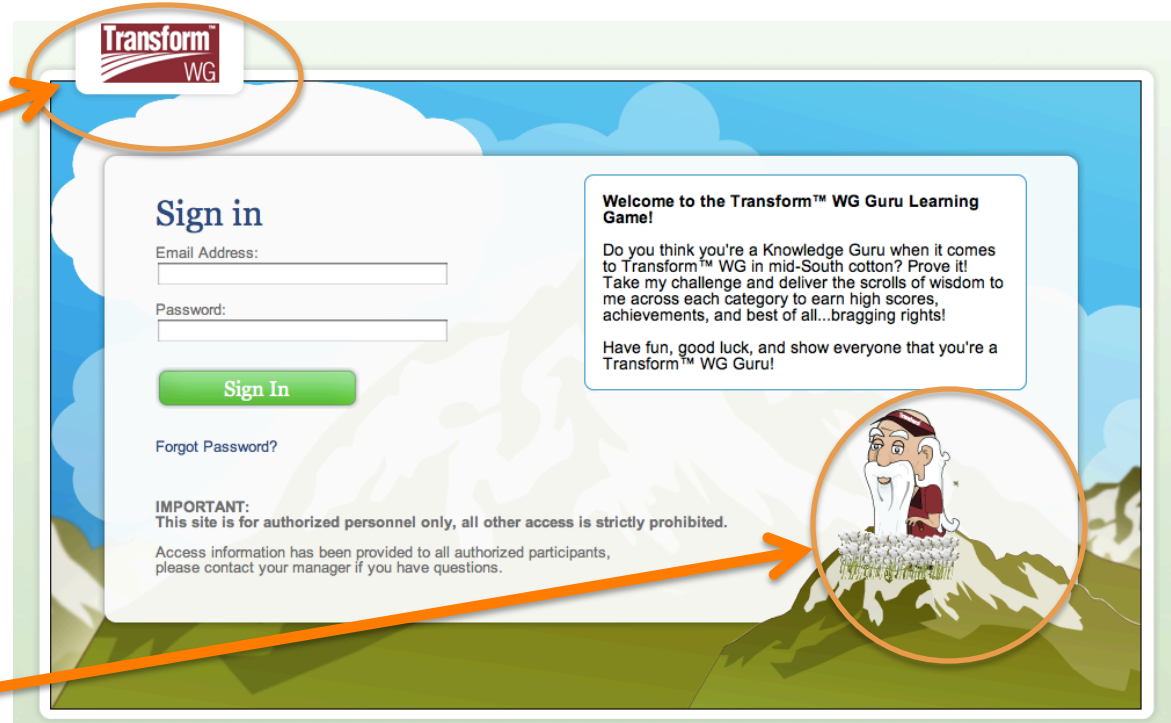 Transform™
WG
Sign in
Email Address:
Password:
Sign In
Forgot Password?
IMPORTANT:
This site is for authorized personnel only, all other access is strictly prohibited.
Access information has been provided to all authorized participants,
please contact your manager if you have questions.
Welcome to the Transform™ WG Guru Learning
Game!
Do you think you're a Knowledge Guru when it comes
to Transform™ WG in mid-South cotton? Prove it!
Take my challenge and deliver the scrolls of wisdom to
me across each category to earn high scores,
achievements, and best of all...bragging rights!
Have fun, good luck, and show everyone that you're a
Transform™ WG Guru!